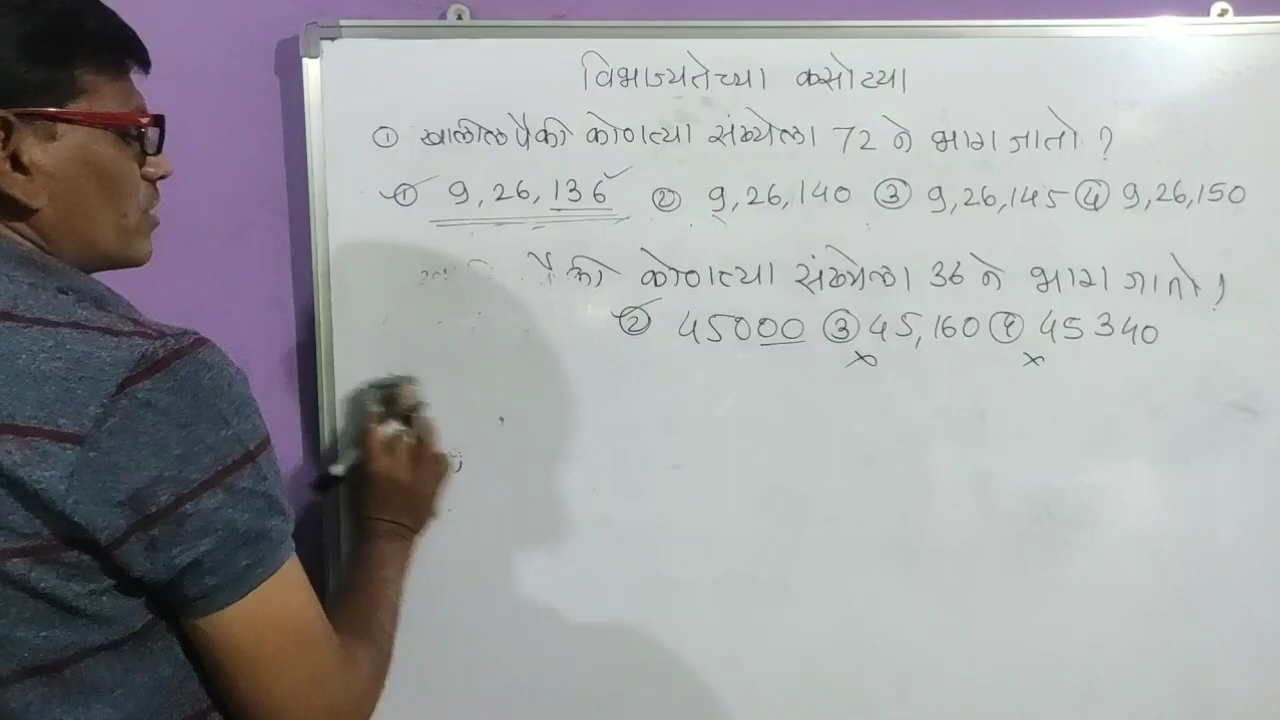 विभाज्यतेच्या कसोट्या
① खालीलपैकी कोणत्या संख्येला 72 ने भाग जातो ?
① 9,26,136 ② 9,26,140 ③ 9,26,145 ④ 9,26,150
पैकी कोणत्या संख्येला 36 ने भाग जातो ?
② 45000 ③ 45,160 ④ 45340